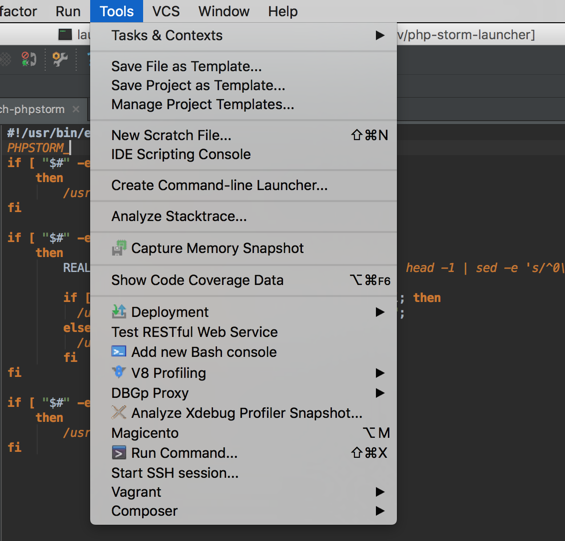 factor Run Tools VCS Window Help
v/php-storm-launcher]
Tasks & Contexts
Save File as Template...
Save Project as Template...
Manage Project Templates...
ch-phpstorm
New Scratch File... ⇧⌘N
IDE Scripting Console
Create Command-line Launcher...
Analyze Stacktrace...
Capture Memory Snapshot
Show Code Coverage Data ⌥⌘F6
Deployment
Test RESTful Web Service
Add new Bash console
V8 Profiling
DBGp Proxy
Analyze Xdebug Profiler Snapshot...
Magicento ⌥M
Run Command... ⇧⌘X
Start SSH session...
Vagrant
Composer
#!/usr/bin/e
PHPSTORM_
if [ "$#" -e
then
/usr
fi
if [ "$#" -e
then
REAL head -1 | sed -e 's/^0\
if [ ; then
/u ;
else
/u
fi
fi
if [ "$#" -e
then
/usr
fi